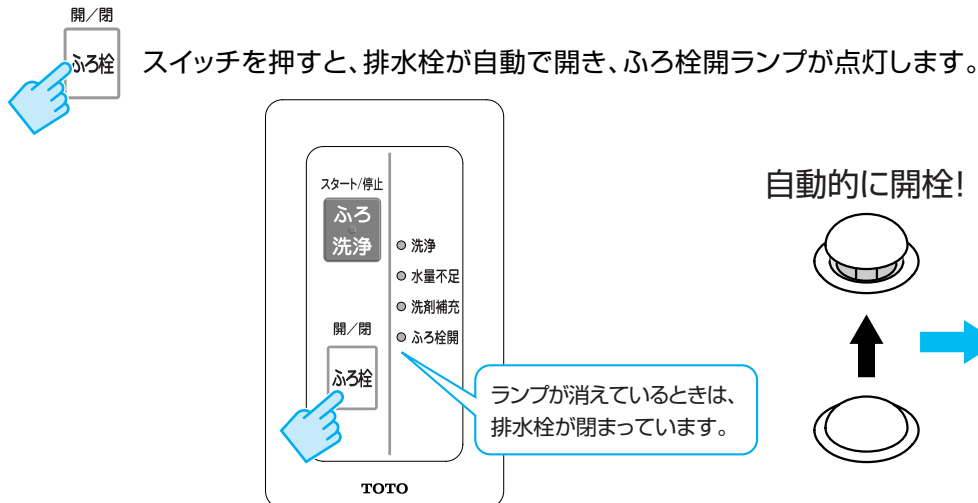 開／閉
ふろ栓
スイッチを押すと、排水栓が自動で開き、ふろ栓開ランプが点灯します。
スタート/停止
ふろ
洗浄
洗浄
水量不足
洗剤補充
ふろ栓開
開／閉
ふろ栓
ランプが消えているときは、
排水栓が閉まっています。
TOTO
自動的に開栓!